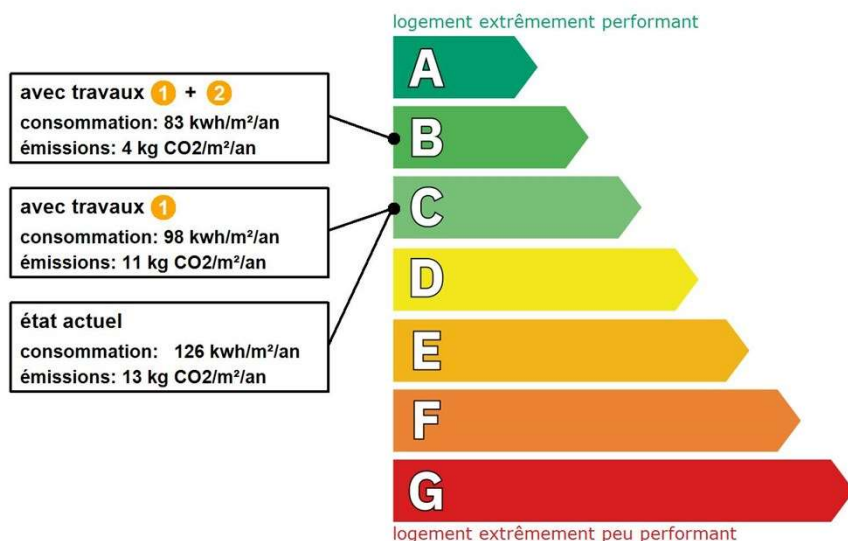 logement extrêmement performant
avec travaux 1 + 2
consommation: 83 kwh/m²/an
émissions: 4 kg CO2/m²/an
avec travaux 1
consommation: 98 kwh/m²/an
émissions: 11 kg CO2/m²/an
état actuel
consommation: 126 kwh/m²/an
émissions: 13 kg CO2/m²/an
A
B
C
D
E
F
G
logement extrêmement peu performant